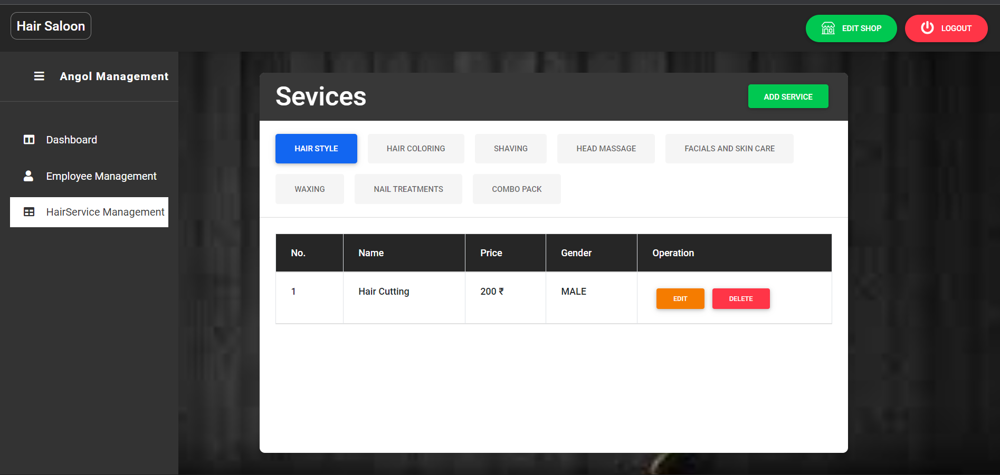 Hair Saloon
EDIT SHOP LOGOUT
Angol Management
Dashboard
Employee Management
HairService Management
Sevices
ADD SERVICE
HAIR STYLE HAIR COLORING SHAVING HEAD MASSAGE FACIALS AND SKIN CARE
WAXING NAIL TREATMENTS COMBO PACK
No. Name Price Gender Operation
1 Hair Cutting 200 ₹ MALE EDIT DELETE